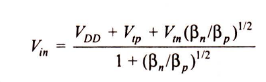 V_in = (V_DD + V_tp + V_tn (β_n/β_p)^1/2) / (1 + (β_n/β_p)^1/2)